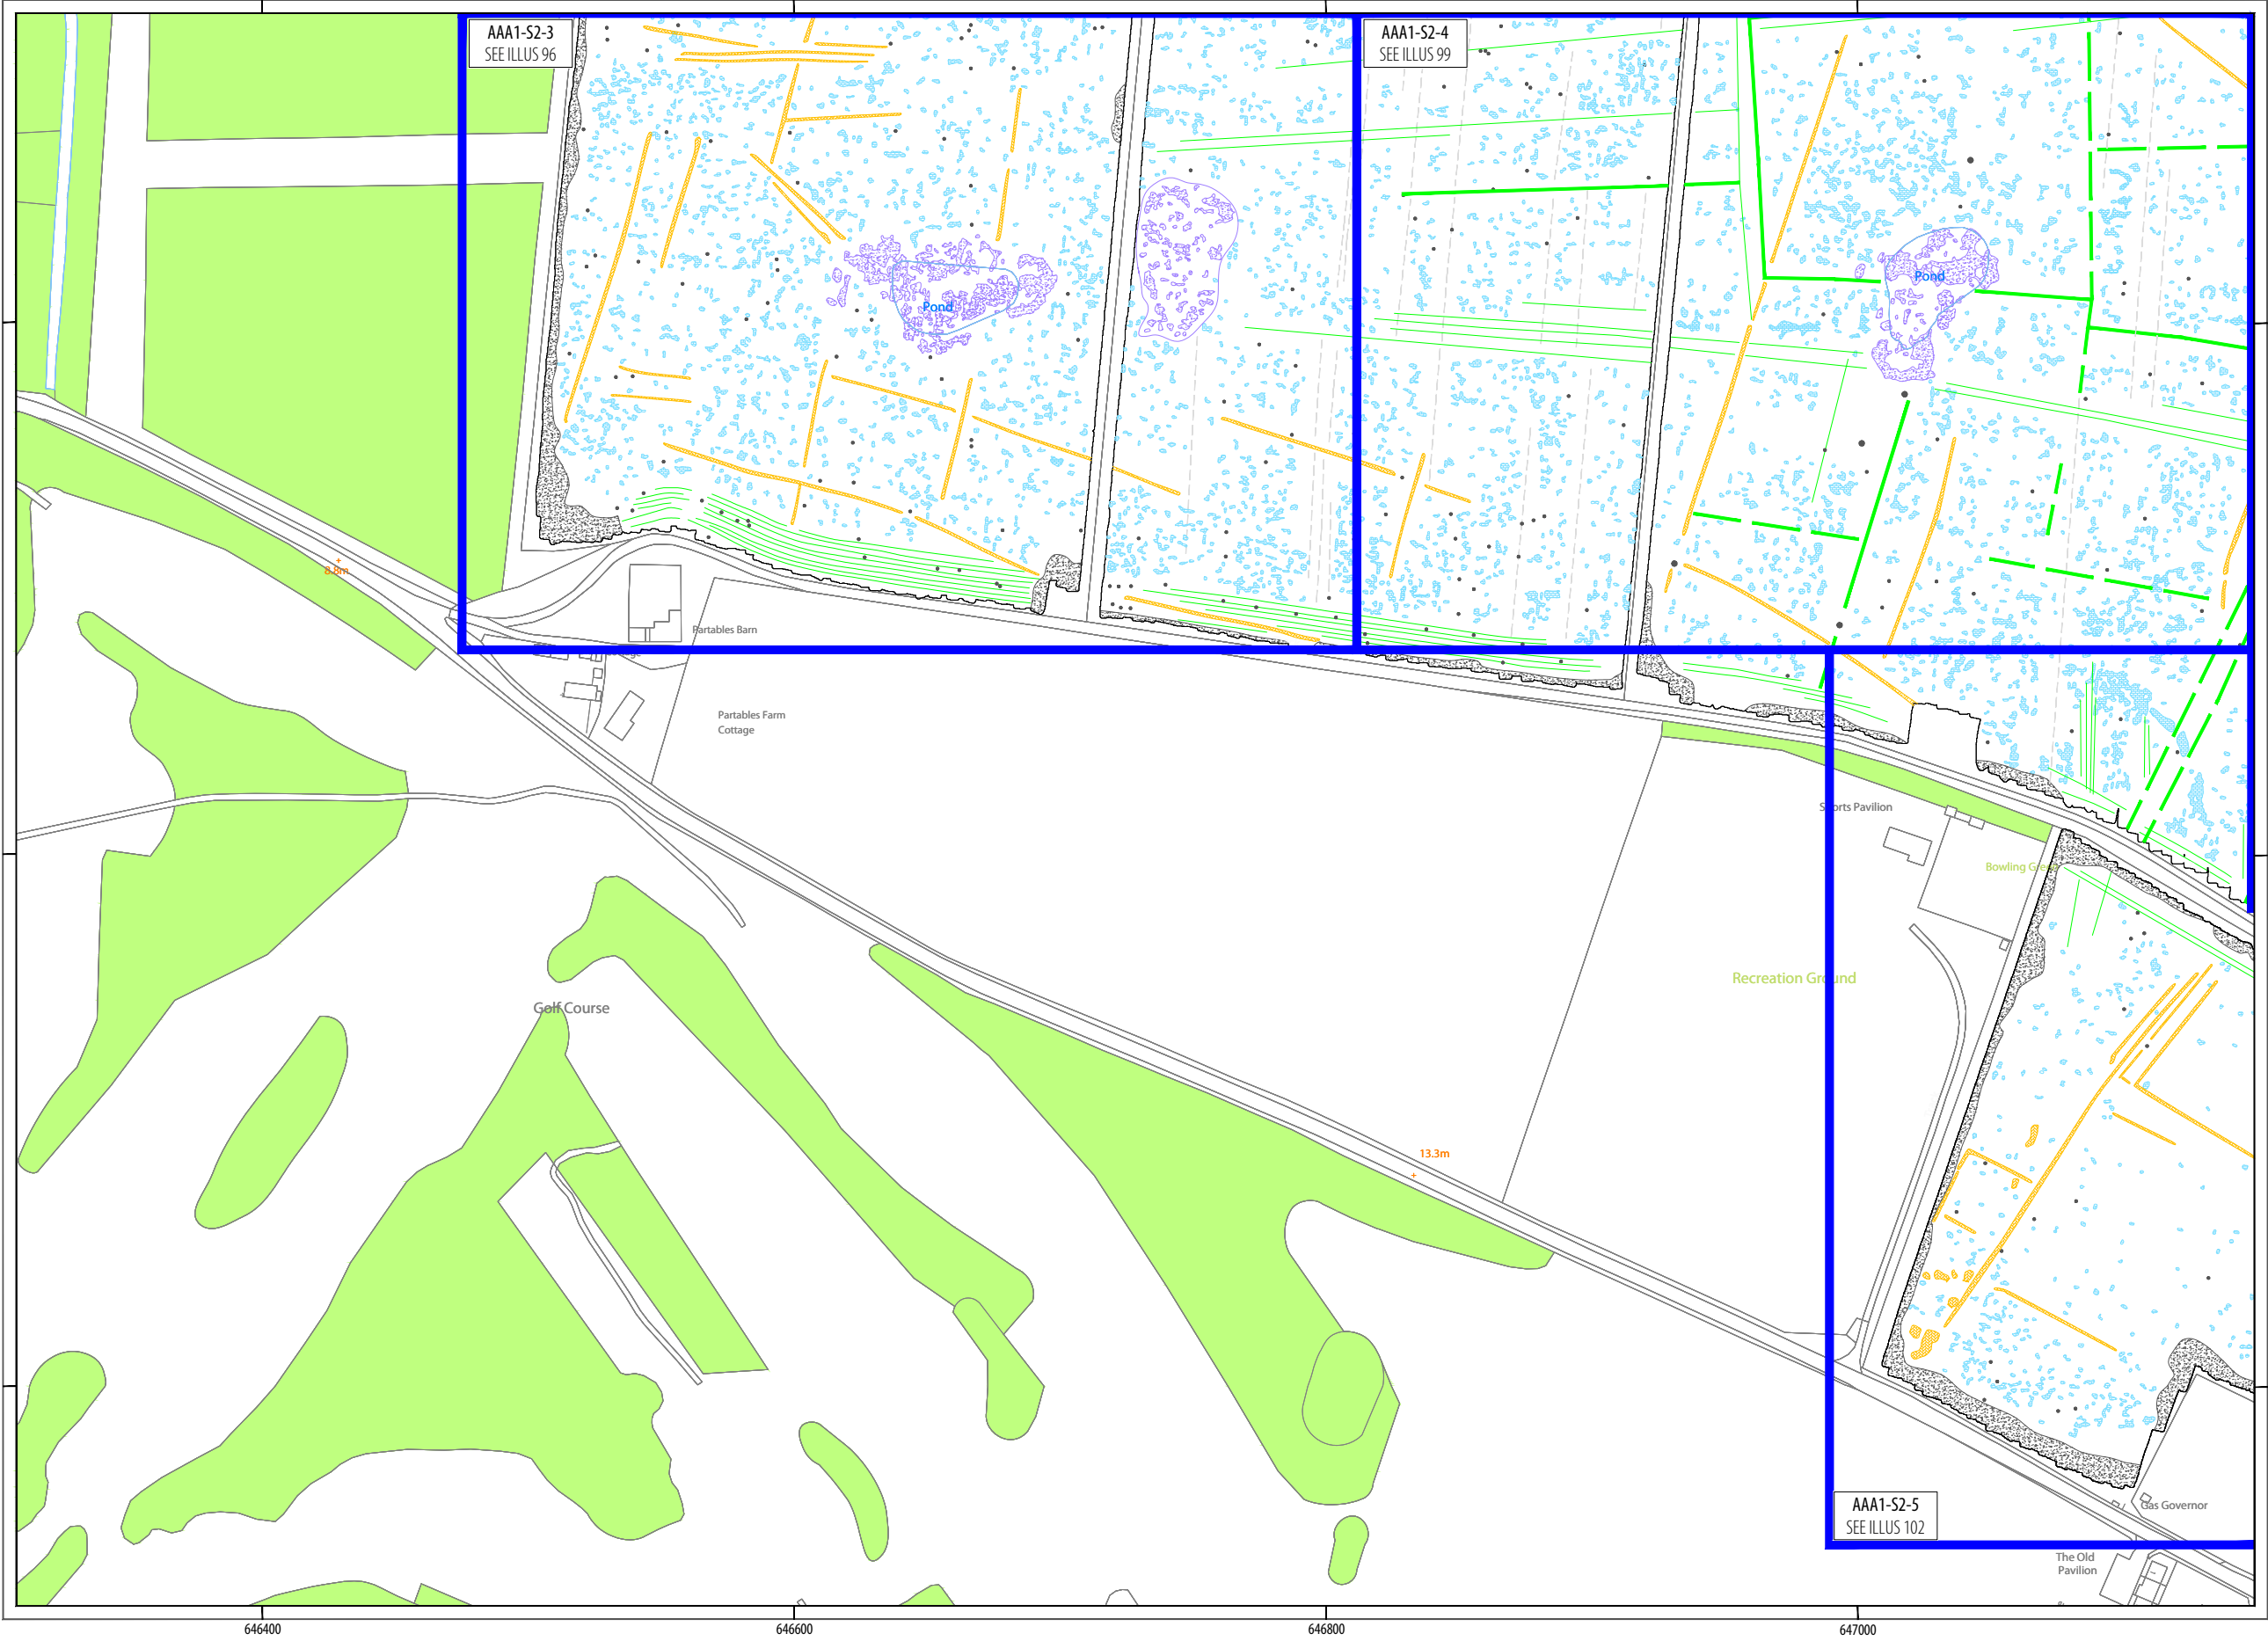 AAA1-S2-3
SEE ILLUS 96
AAA1-S2-4
SEE ILLUS 99
Pond
Pond
8.8m
Partables Barn
Partables Farm
Cottage
Sports Pavilion
Bowling Green
Recreation Ground
Golf Course
13.3m
AAA1-S2-5
SEE ILLUS 102
Gas Governor
The Old
Pavilion
646400
646600
646800
647000